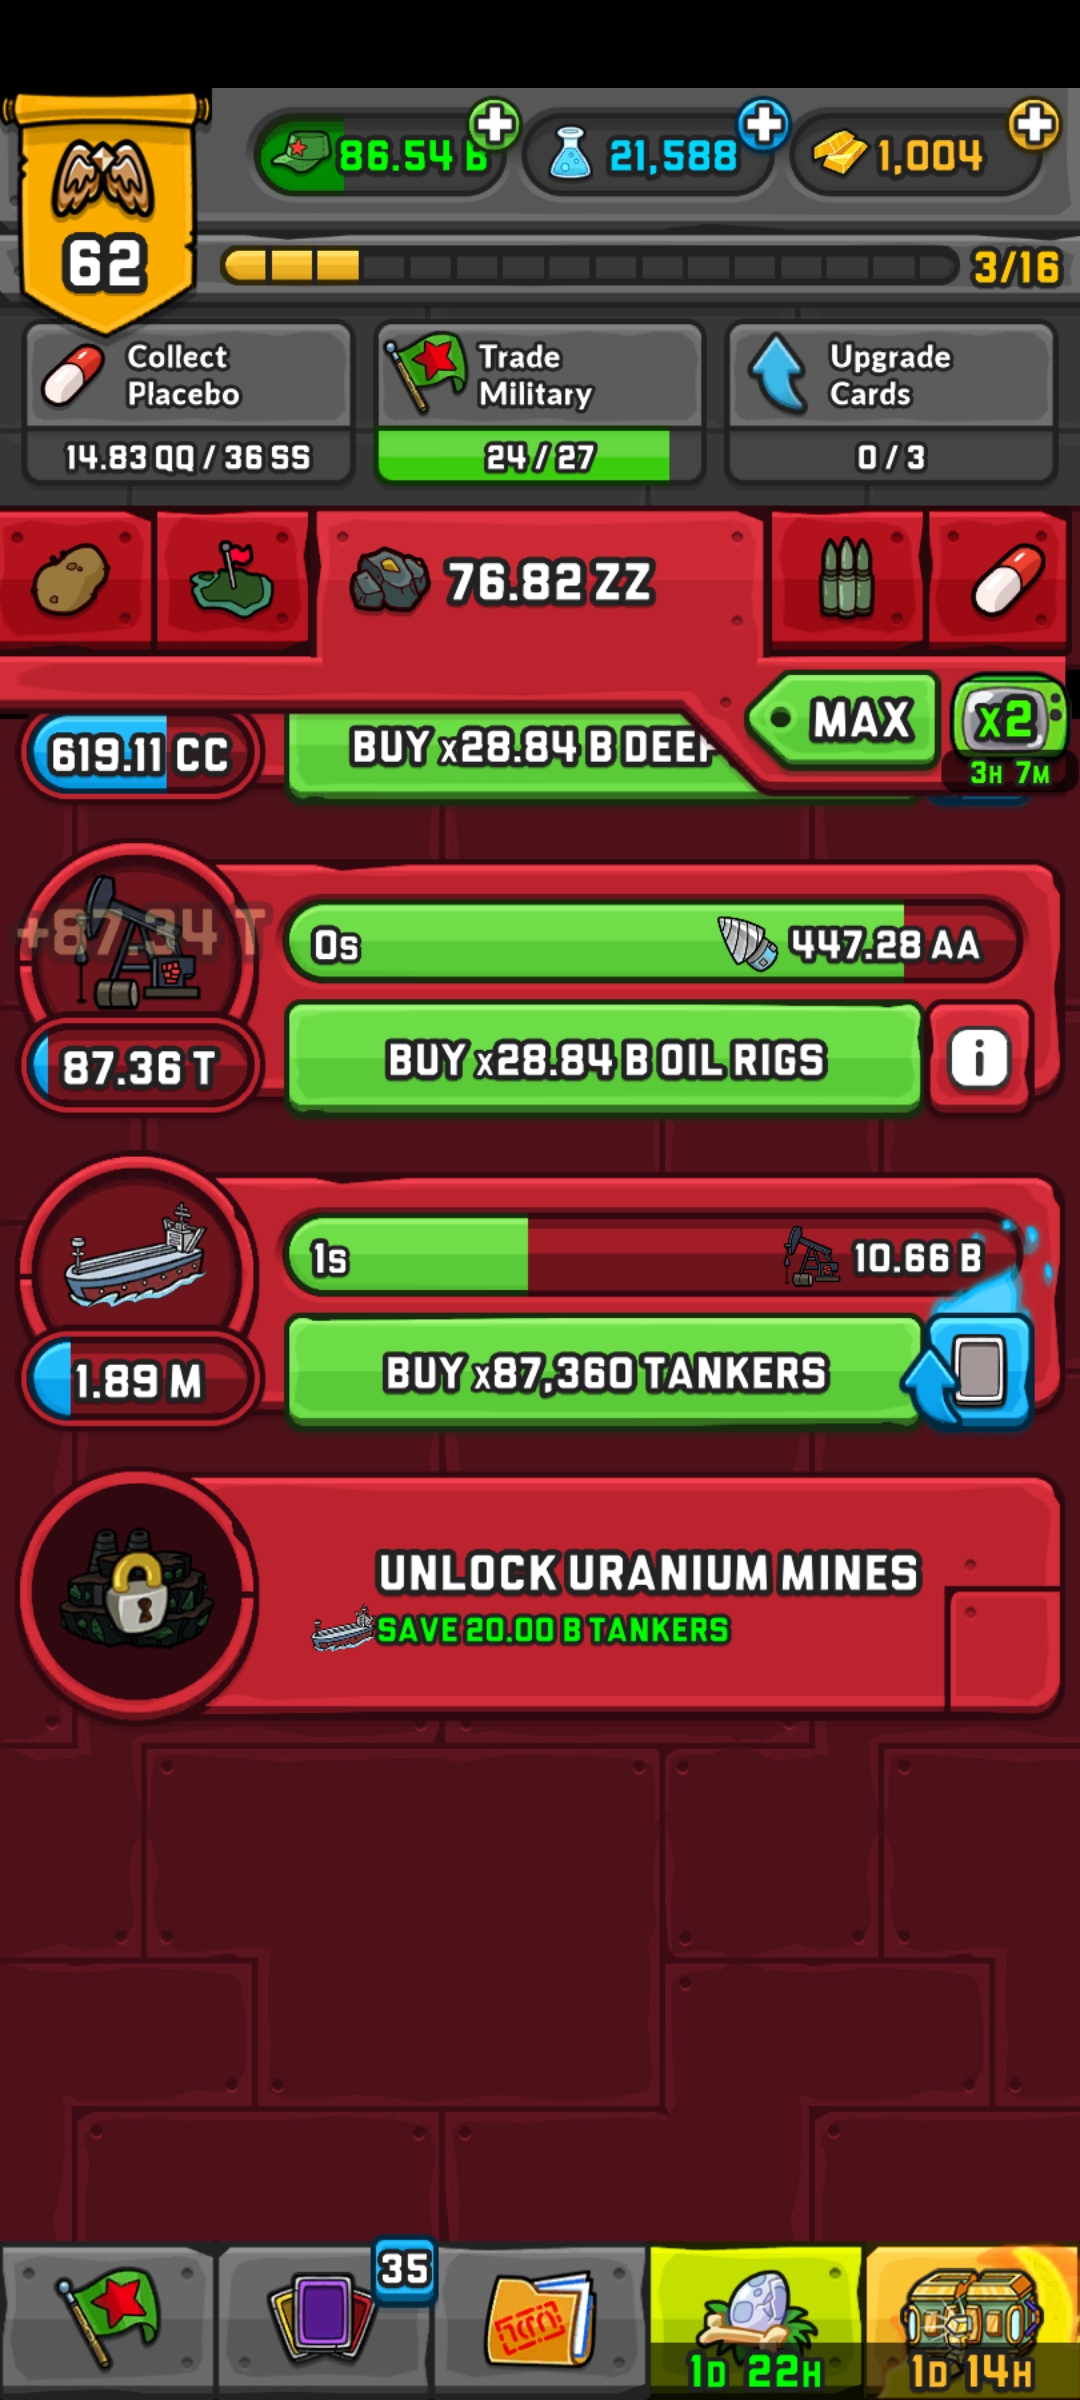 86.54 B
21,588
1,004
62
3/16
Collect
Placebo
14.83 QQ / 36 SS
Trade
Military
24 / 27
Upgrade
Cards
0 / 3
76.82 ZZ
MAX
x2
3H 7M
619.11 CC
BUY x28.84 B DEEP
+87.34 T
0s
447.28 AA
87.36 T
BUY x28.84 B OIL RIGS
i
1s
10.66 B
1.89 M
BUY x87,360 TANKERS
UNLOCK URANIUM MINES
SAVE 20.00 B TANKERS
35
1D 22H
1D 14H